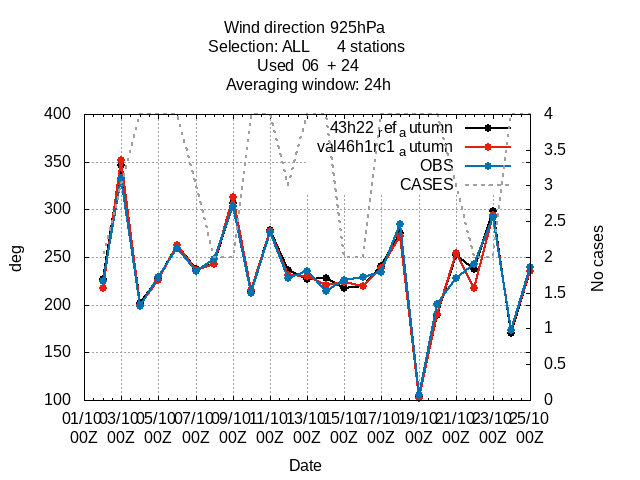 Wind direction 925hPa
Selection: ALL 4 stations
Used 06 + 24
Averaging window: 24h
400
350
300
250
200
150
100
deg
4
3.5
3
2.5
2
1.5
1
0.5
0
No cases
43h22_ref_autumn
val46h1rc1_autumn
OBS
CASES
01/10 03/10 05/10 07/10 09/10 11/10 13/10 15/10 17/10 19/10 21/10 23/10 25/10
00Z 00Z 00Z 00Z 00Z 00Z 00Z 00Z 00Z 00Z 00Z 00Z 00Z
Date